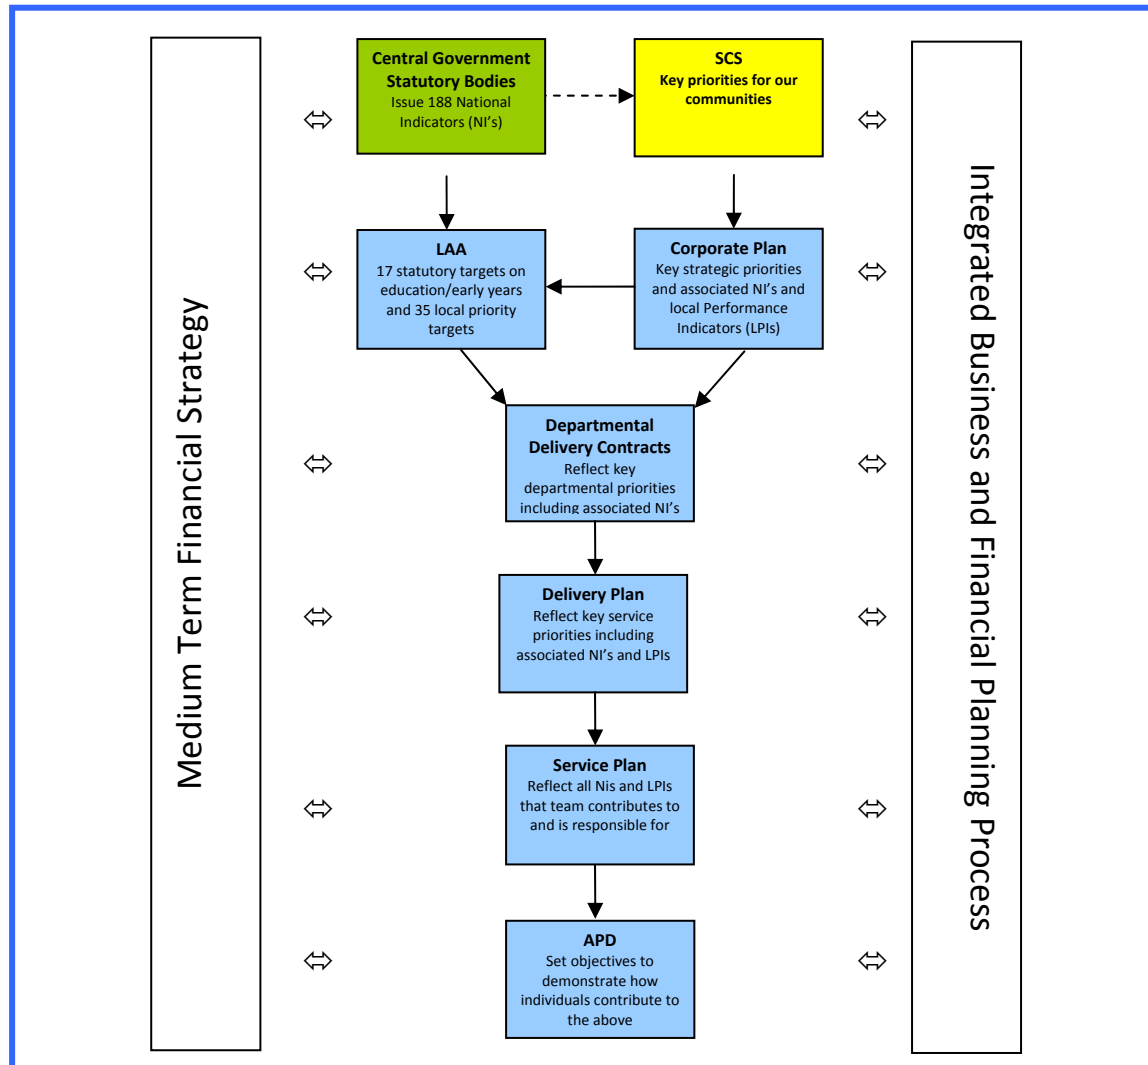 Medium Term Financial Strategy
Central Government
Statutory Bodies
Issue 188 National
Indicators (NI's)
SCS
Key priorities for our
communities
LAA
17 statutory targets on
education/early years
and 35 local priority
targets
Corporate Plan
Key strategic priorities
and associated NI's and
local Performance
Indicators (LPIs)
Departmental
Delivery Contracts
Reflect key
departmental priorities
including associated NI's
Delivery Plan
Reflect key service
priorities including
associated NI's and LPIs
Service Plan
Reflect all Nis and LPIs
that team contributes to
and is responsible for
APD
Set objectives to
demonstrate how
individuals contribute to
the above
Integrated Business and Financial Planning Process